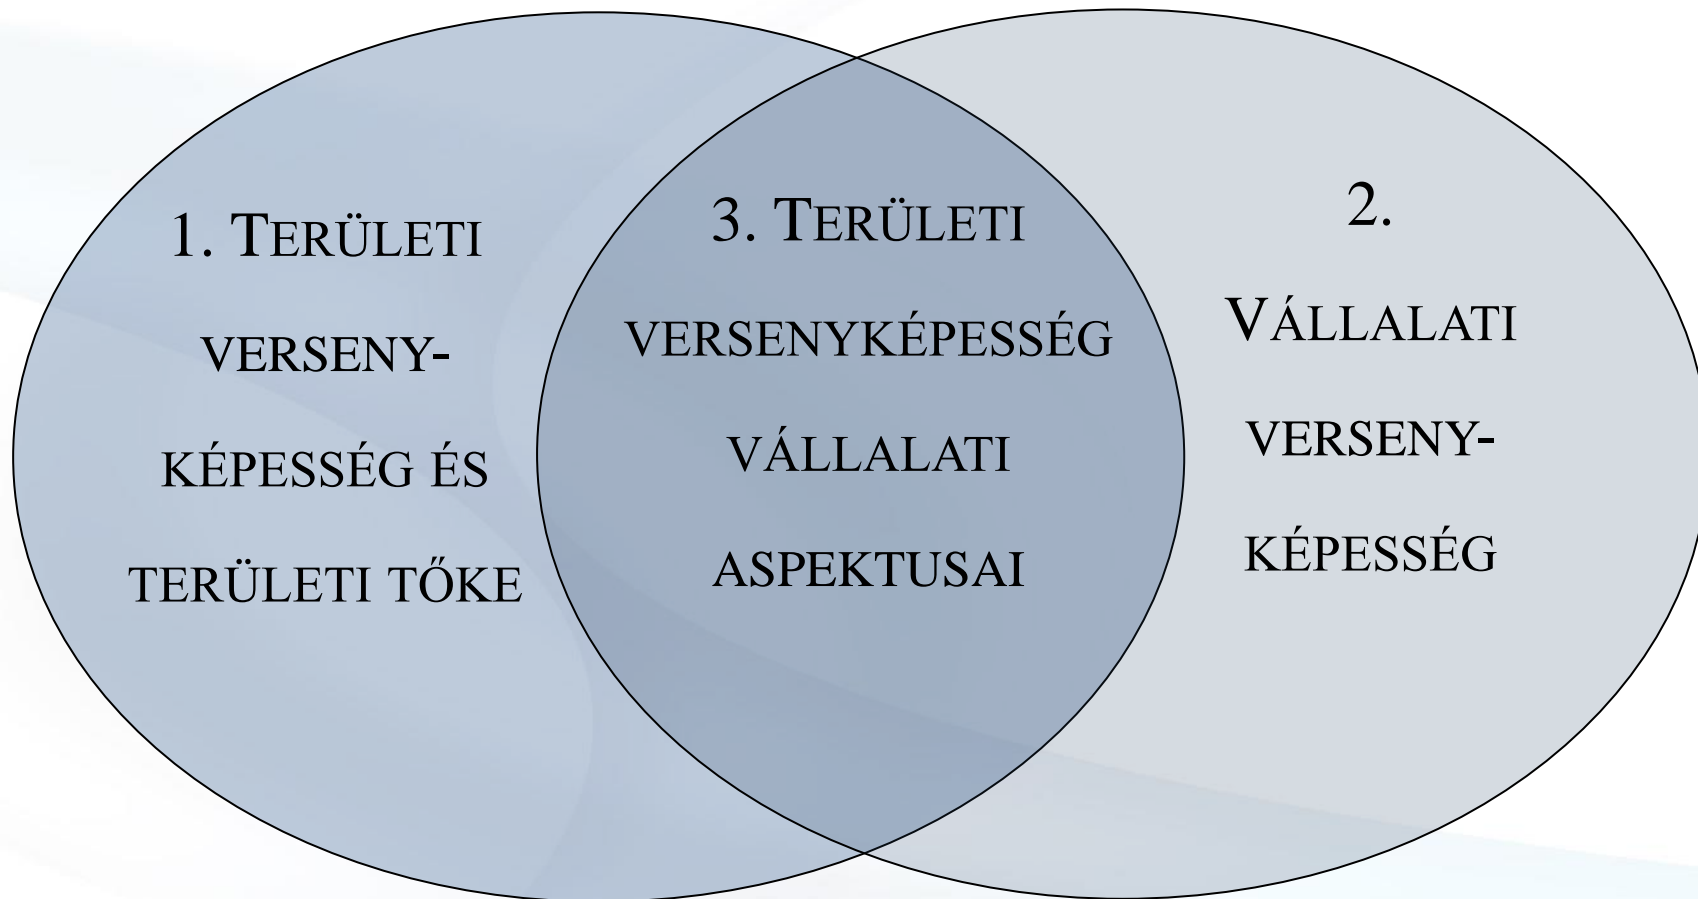 1. TERÜLETI
VERSENY-
KÉPESSÉG ÉS
TERÜLETI TŐKE
3. TERÜLETI
VERSENYKÉPESSÉG
VÁLLALATI
ASPEKTUSAI
2.
VÁLLALATI
VERSENY-
KÉPESSÉG